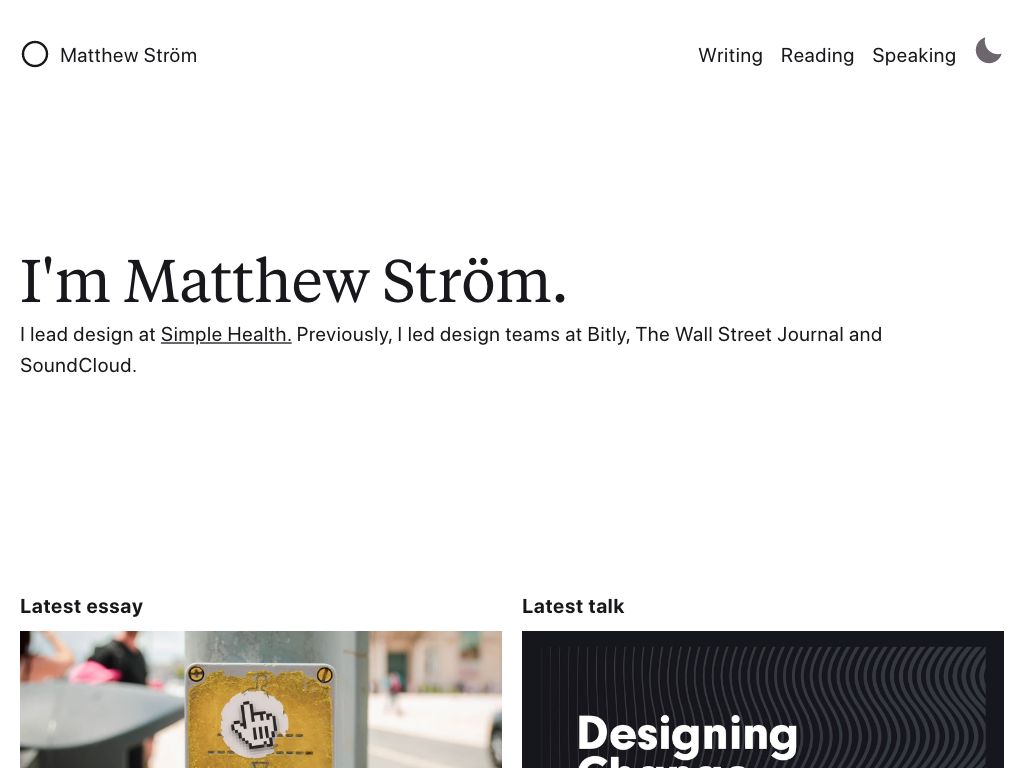 Matthew Ström
Writing Reading Speaking
I'm Matthew Ström.
I lead design at Simple Health. Previously, I led design teams at Bitly, The Wall Street Journal and
SoundCloud.
Latest essay
Latest talk
Designing